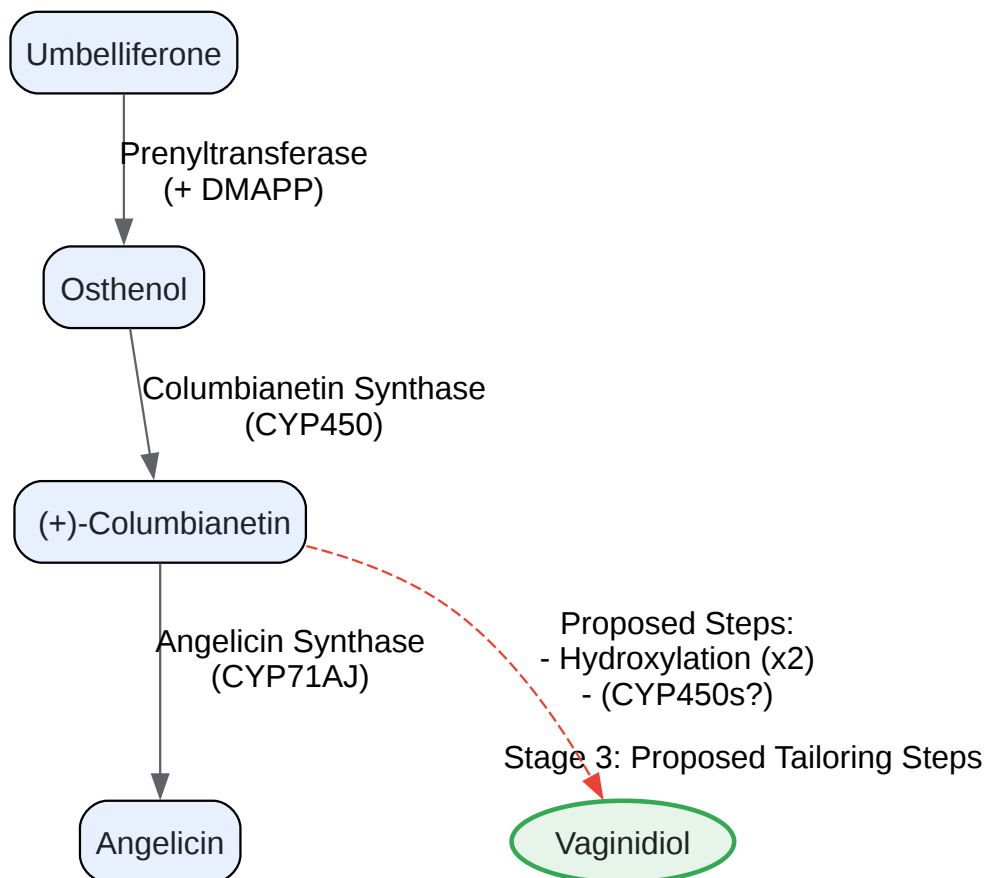 Umbelliferone
Prenyltransferase
(+ DMAPP)
Osthenol
Columbianetin Synthase
(CYP450)
(+)-Columbianetin
Angelicin Synthase
(CYP71AJ)
Proposed Steps:
- Hydroxylation (x2)
- (CYP450s?)
Stage 3: Proposed Tailoring Steps
Angelicin
Vaginidiol